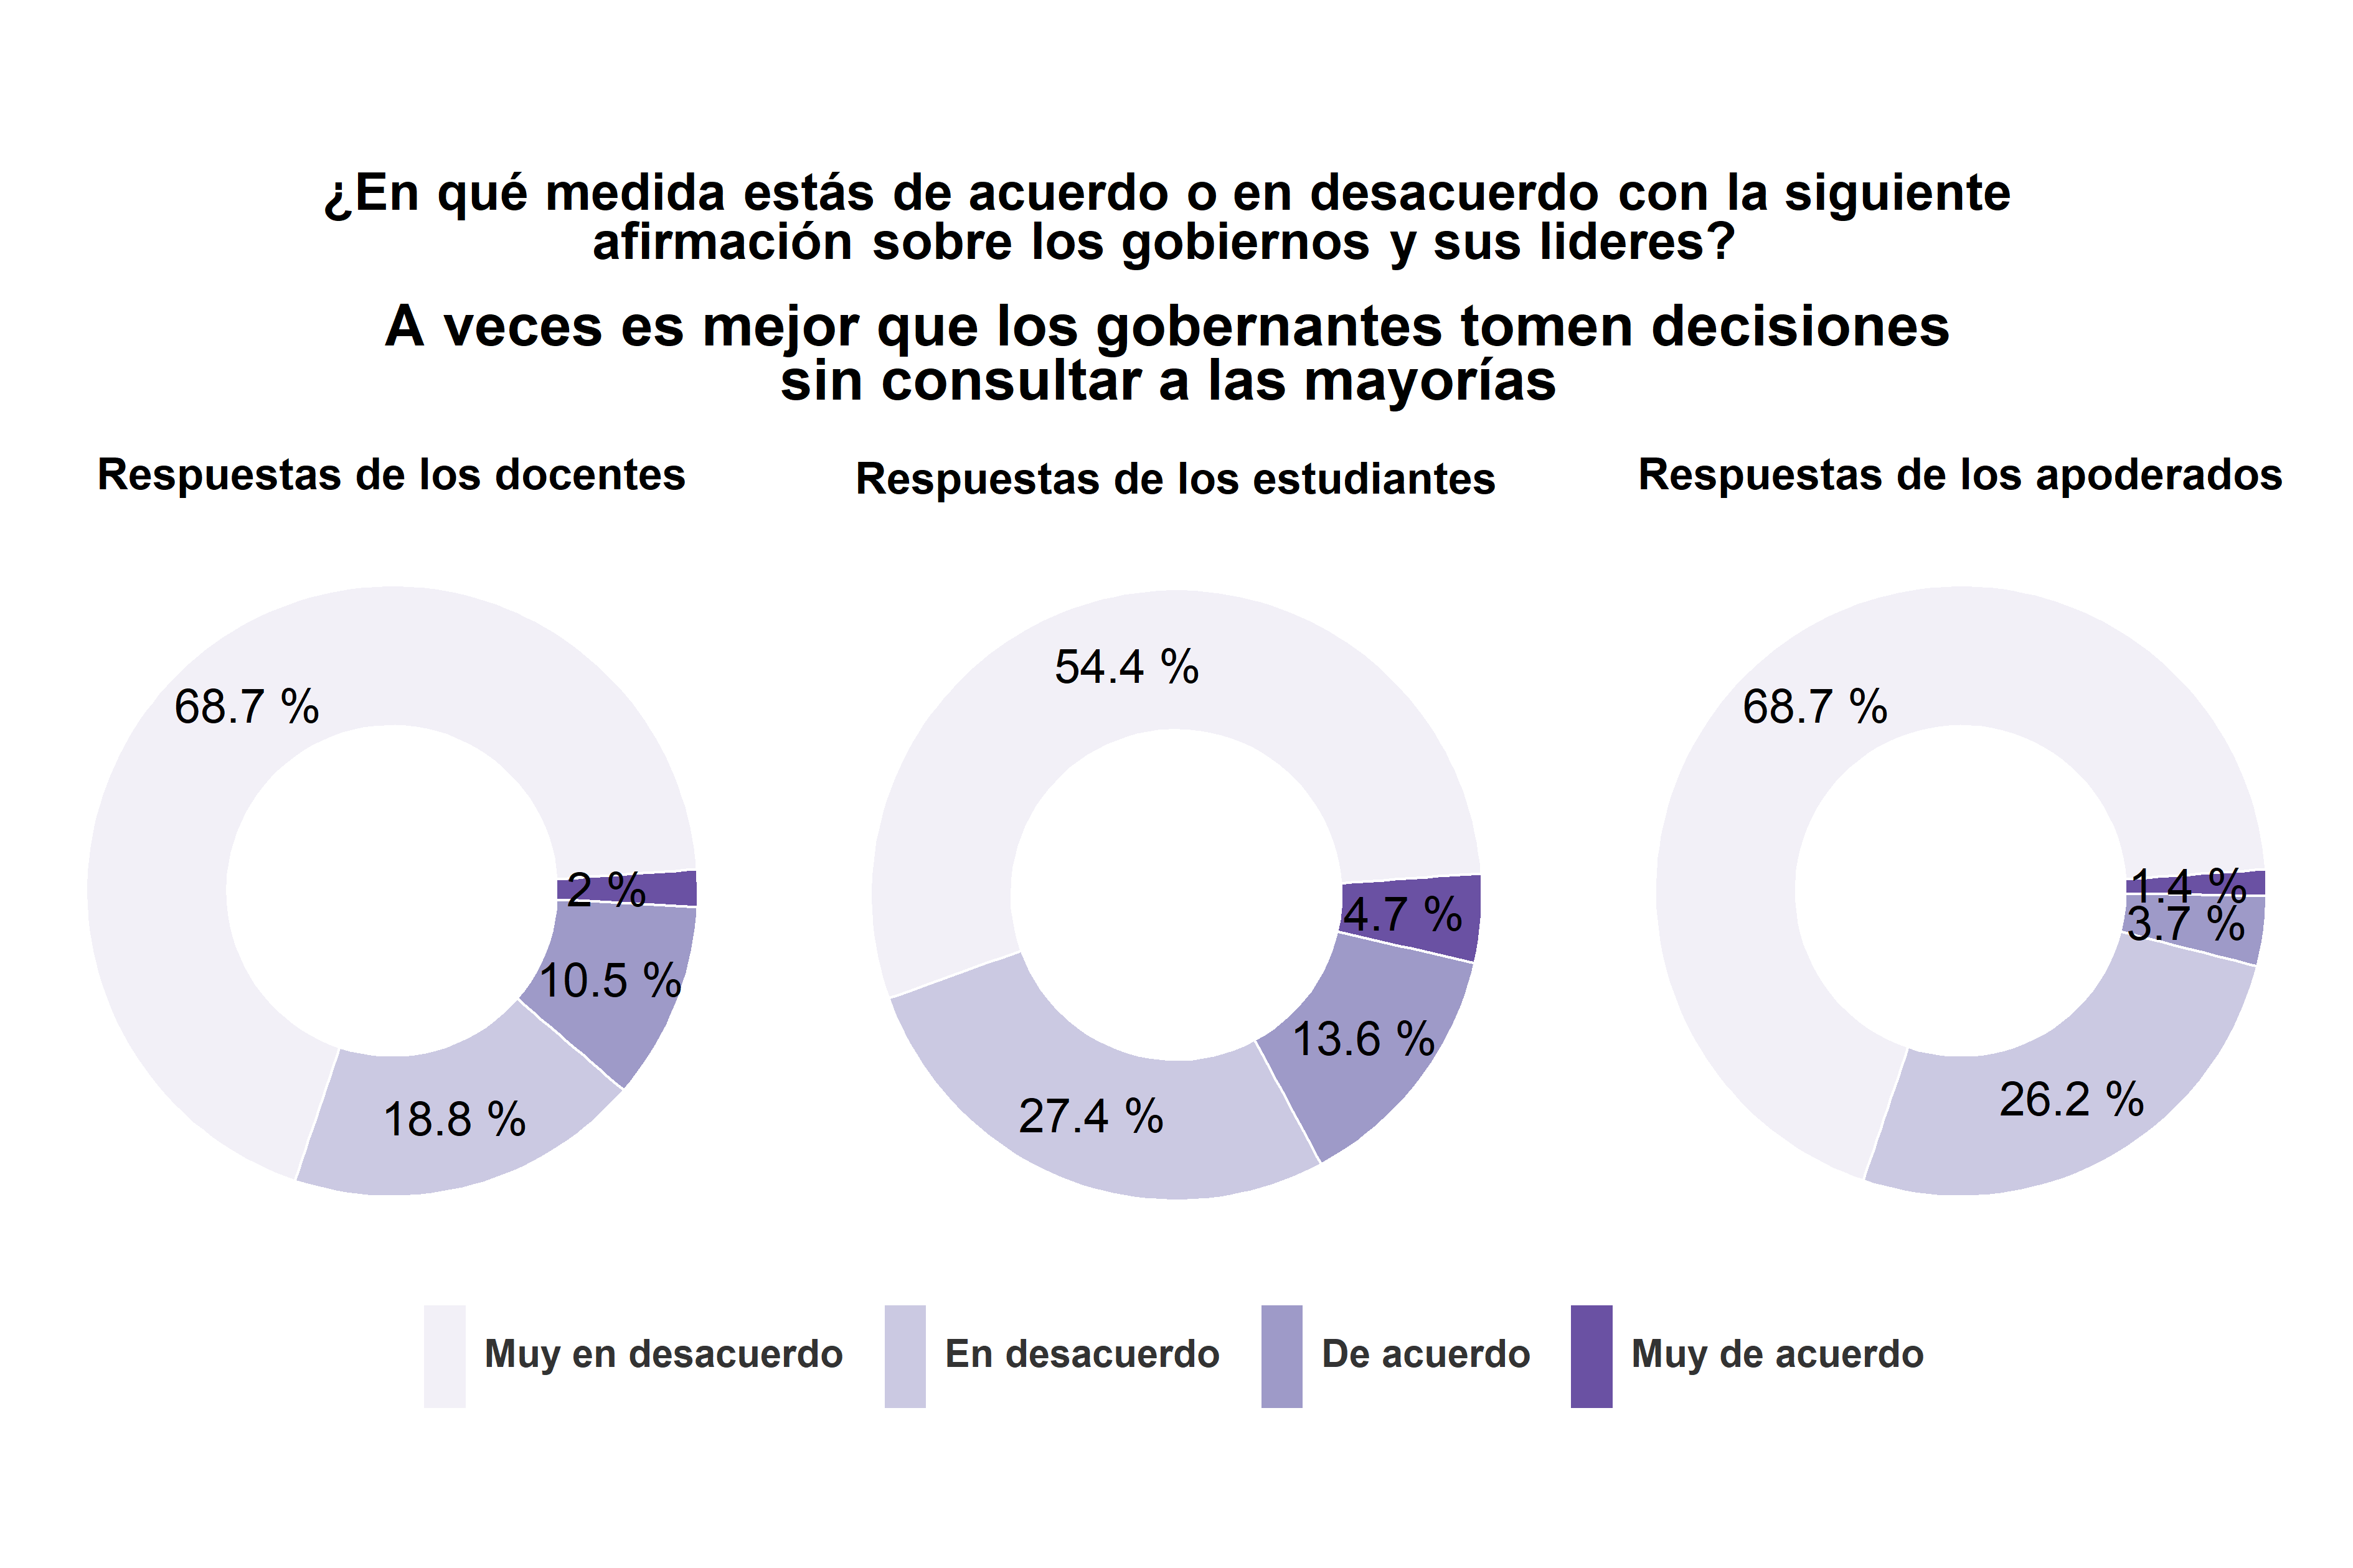 ¿En qué medida estás de acuerdo o en desacuerdo con la siguiente
afirmación sobre los gobiernos y sus lideres?
A veces es mejor que los gobernantes tomen decisiones
sin consultar a las mayorías
Respuestas de los docentes
68.7 %
2 %
10.5 %
18.8 %
Respuestas de los estudiantes
54.4 %
4.7 %
13.6 %
27.4 %
Respuestas de los apoderados
68.7 %
1.4 %
3.7 %
26.2 %
Muy en desacuerdo
En desacuerdo
De acuerdo
Muy de acuerdo